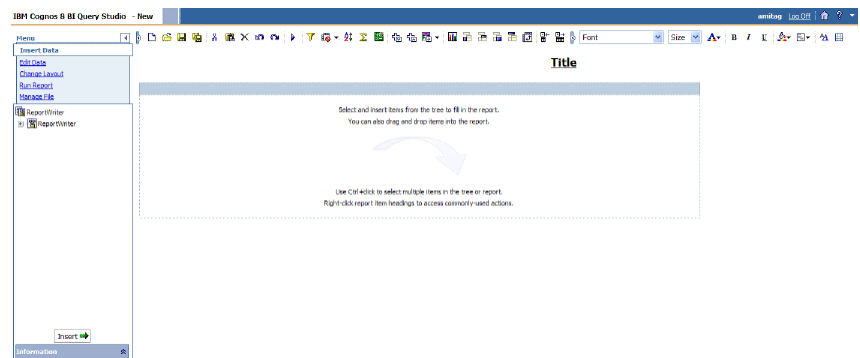 IBM Cognos 8 BI Query Studio - New
amitag Log Off ?
Menu
Font Size A B I U
Insert Data
Edit Data
Change Layout
Run Report
Manage File
ReportWriter
ReportWriter
Title
Select and insert items from the tree to fill in the report.
You can also drag and drop items into the report.
Use Ctrl+click to select multiple items in the tree or report.
Right-click report item headings to access commonly-used actions.
Insert
Information